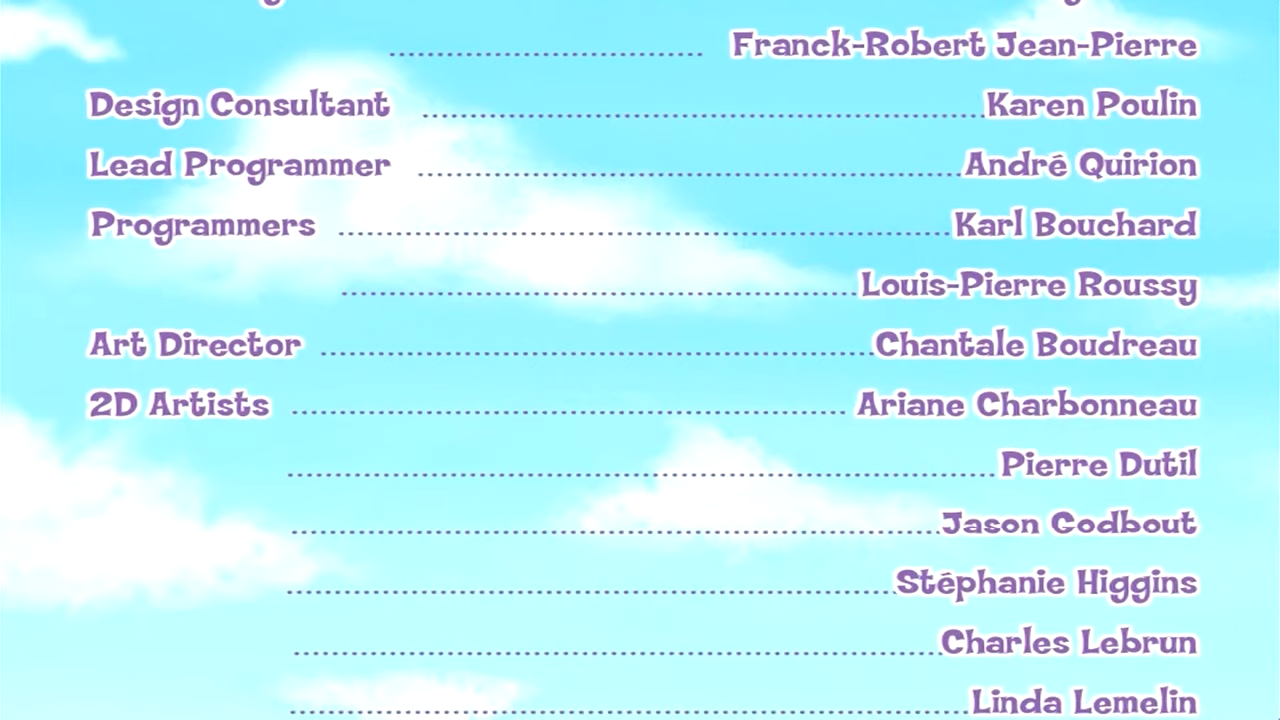 .............................................. Franck-Robert Jean-Pierre
Design Consultant .............................................. Karen Poulin
Lead Programmer .............................................. André Quirion
Programmers .............................................. Karl Bouchard
.............................................. Louis-Pierre Roussy
Art Director .............................................. Chantale Boudreau
2D Artists .............................................. Ariane Charbonneau
.............................................. Pierre Dutil
.............................................. Jason Godbout
.............................................. Stéphanie Higgins
.............................................. Charles Lebrun
.............................................. Linda Lemelin